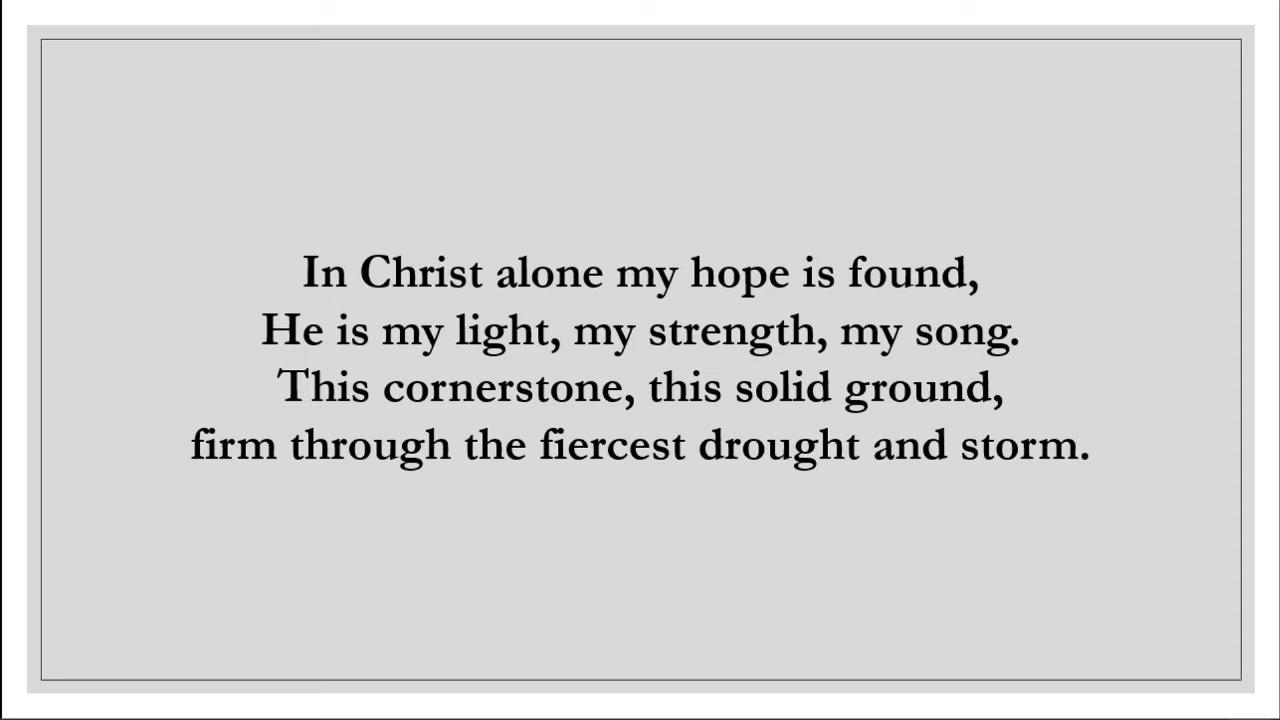 In Christ alone my hope is found,
He is my light, my strength, my song.
This cornerstone, this solid ground,
firm through the fiercest drought and storm.